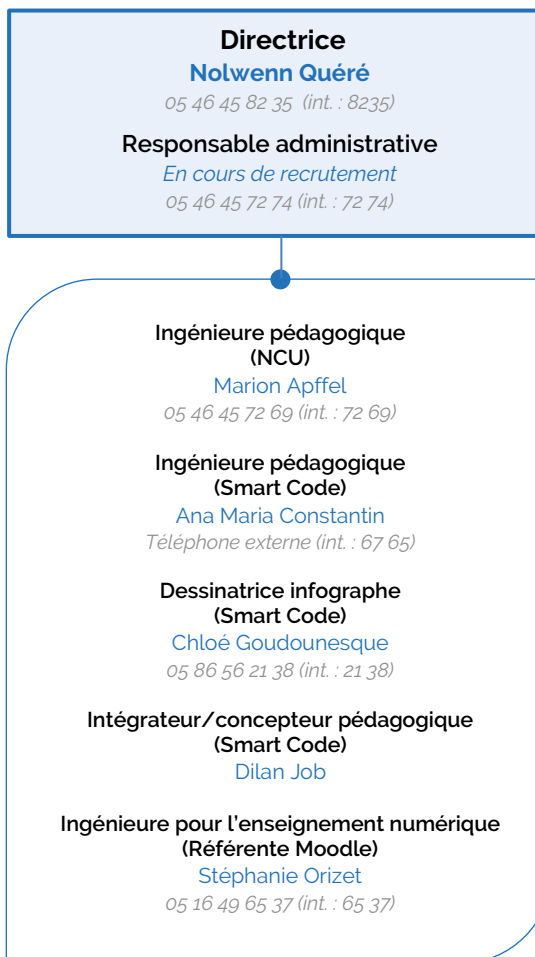 Directrice
Nolwenn Quéré
05 46 45 82 35 (int. : 8235)
Responsable administrative
En cours de recrutement
05 46 45 72 74 (int. : 72 74)
Ingénieure pédagogique
(NCU)
Marion Apffel
05 46 45 72 69 (int. : 72 69)
Ingénieure pédagogique
(Smart Code)
Ana Maria Constantin
Téléphone externe (int. : 67 65)
Dessinatrice infographe
(Smart Code)
Chloé Goudounesque
05 86 56 21 38 (int. : 21 38)
Intégrateur/concepteur pédagogique
(Smart Code)
Dilan Job
Ingénieure pour l'enseignement numérique
(Référente Moodle)
Stéphanie Orizet
05 16 49 65 37 (int. : 65 37)